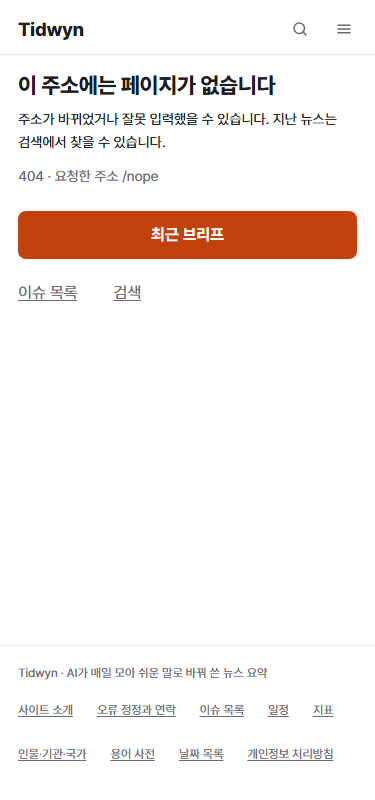 Tidwyn
이 주소에는 페이지가 없습니다
주소가 바뀌었거나 잘못 입력했을 수 있습니다. 지난 뉴스는
검색에서 찾을 수 있습니다.
404 · 요청한 주소 /nope
최근 브리프
이슈 목록 검색
Tidwyn · AI가 매일 모아 쉬운 말로 바꿔 쓴 뉴스 요약
사이트 소개 오류 정정과 연락 이슈 목록 일정 지표
인물·기관·국가 용어 사전 날짜 목록 개인정보 처리방침